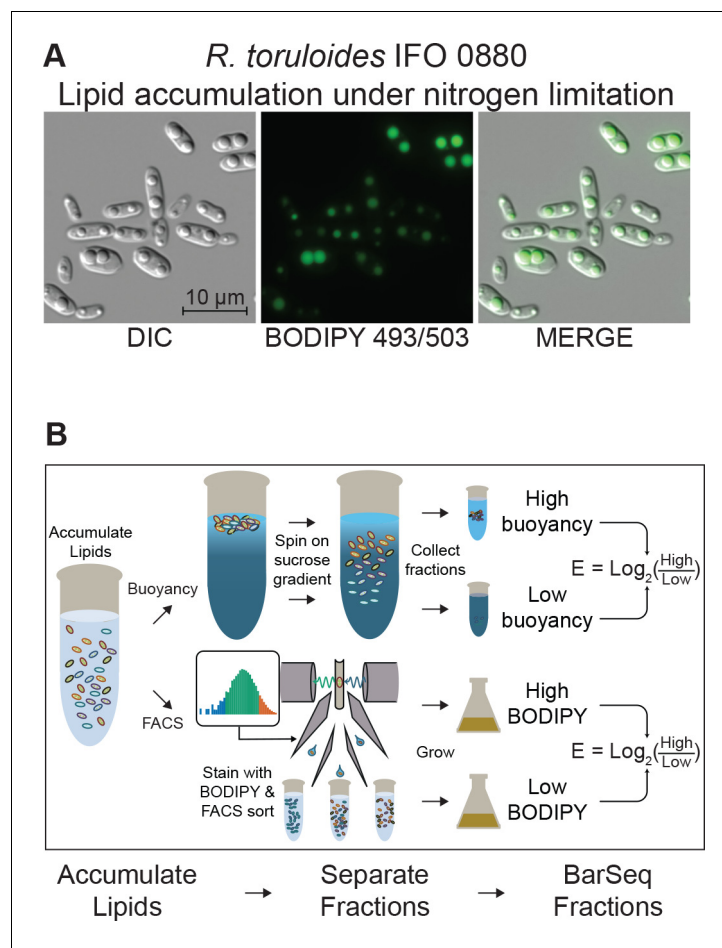 A
R. toruloides IFO 0880
Lipid accumulation under nitrogen limitation
10 µm
DIC
BODIPY 493/503
MERGE
B
Accumulate
Lipids
Buoyancy
FACS
Spin on
sucrose
gradient
Collect
fractions
High
buoyancy
Low
buoyancy
E = Log2(High/Low)
Stain with
BODIPY &
FACS sort
Grow
High
BODIPY
Low
BODIPY
E = Log2(High/Low)
Accumulate
Lipids
Separate
Fractions
BarSeq
Fractions